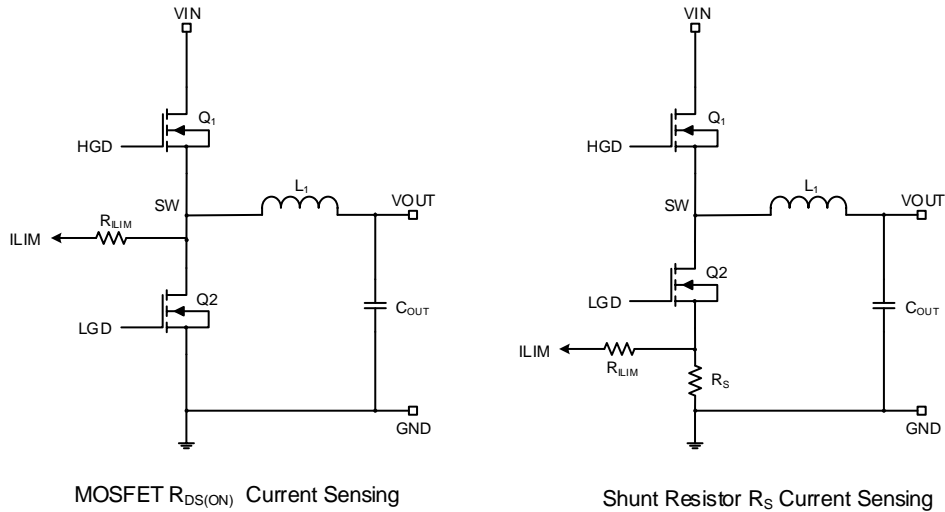 VIN
Q1
HGD
L1
SW
VOUT
RILIM
ILIM
Q2
COUT
LGD
GND
MOSFET RDS(ON) Current Sensing
VIN
Q1
HGD
L1
SW
VOUT
Q2
COUT
LGD
ILIM
RILIM
RS
GND
Shunt Resistor RS Current Sensing